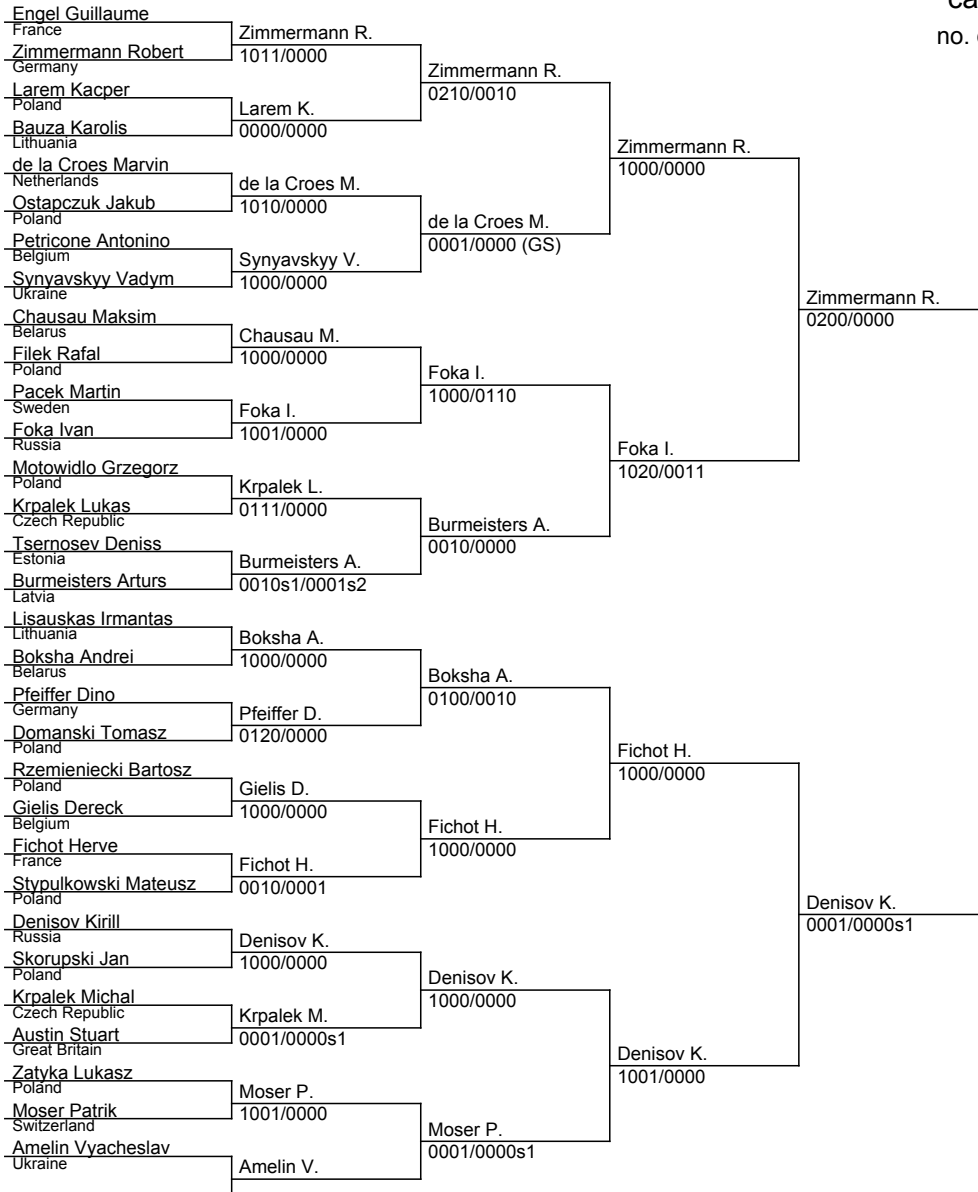 Engel Guillaume
France
Zimmermann Robert
Germany
Larem Kacper
Poland
Bauza Karolis
Lithuania
de la Croes Marvin
Netherlands
Ostapczuk Jakub
Poland
Petricone Antonino
Belgium
Synyavskyy Vadym
Ukraine
Chausau Maksim
Belarus
Filek Rafal
Poland
Pacek Martin
Sweden
Foka Ivan
Russia
Motowidlo Grzegorz
Poland
Krpalek Lukas
Czech Republic
Tsernosev Deniss
Estonia
Burmeisters Arturs
Latvia
Lisauskas Irmantas
Lithuania
Boksha Andrei
Belarus
Pfeiffer Dino
Germany
Domanski Tomasz
Poland
Rzemieniecki Bartosz
Poland
Gielis Dereck
Belgium
Fichot Herve
France
Stypulkowski Mateusz
Poland
Denisov Kirill
Russia
Skorupski Jan
Poland
Krpalek Michal
Czech Republic
Austin Stuart
Great Britain
Zatyka Lukasz
Poland
Moser Patrik
Switzerland
Amelin Vyacheslav
Ukraine
Zimmermann R.
1011/0000
Larem K.
0000/0000
de la Croes M.
1010/0000
Synyavskyy V.
1000/0000
Chausau M.
1000/0000
Foka I.
1001/0000
Krpalek L.
0111/0000
Burmeisters A.
0010s1/0001s2
Boksha A.
1000/0000
Pfeiffer D.
0120/0000
Gielis D.
1000/0000
Fichot H.
0010/0001
Denisov K.
1000/0000
Krpalek M.
0001/0000s1
Moser P.
1001/0000
Amelin V.
Zimmermann R.
0210/0010
de la Croes M.
0001/0000 (GS)
Foka I.
1000/0110
Burmeisters A.
0010/0000
Boksha A.
0100/0010
Fichot H.
1000/0000
Denisov K.
1000/0000
Moser P.
0001/0000s1
Zimmermann R.
1000/0000
Foka I.
1020/0011
Fichot H.
1000/0000
Denisov K.
1001/0000
Zimmermann R.
0200/0000
Denisov K.
0001/0000s1
no.